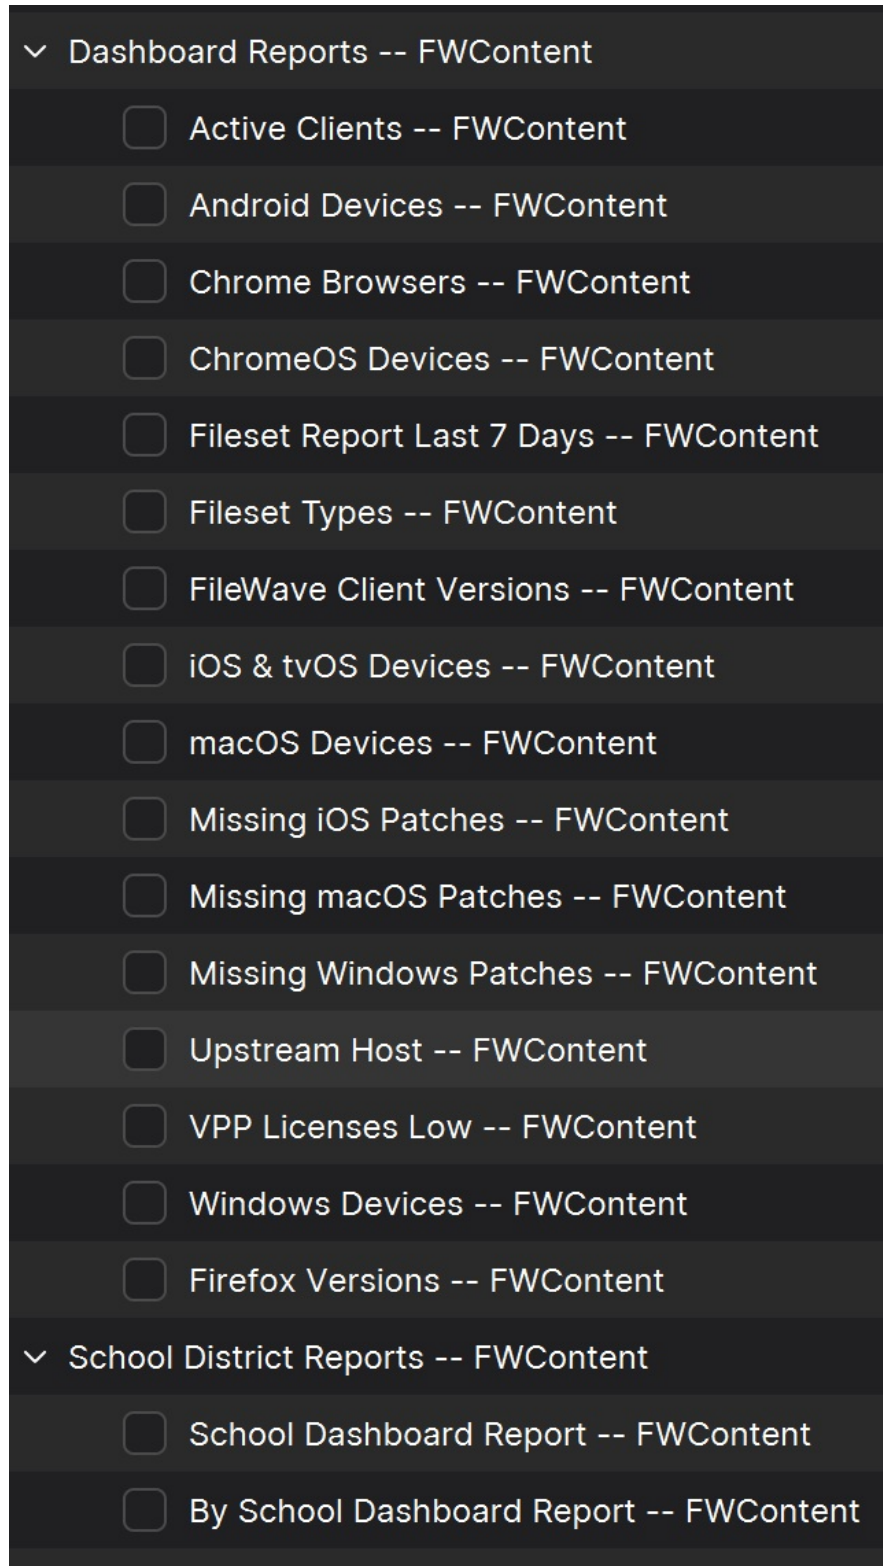 Dashboard Reports -- FWContent
Active Clients -- FWContent
Android Devices -- FWContent
Chrome Browsers -- FWContent
ChromeOS Devices -- FWContent
Fileset Report Last 7 Days -- FWContent
Fileset Types -- FWContent
FileWave Client Versions -- FWContent
iOS & tvOS Devices -- FWContent
macOS Devices -- FWContent
Missing iOS Patches -- FWContent
Missing macOS Patches -- FWContent
Missing Windows Patches -- FWContent
Upstream Host -- FWContent
VPP Licenses Low -- FWContent
Windows Devices -- FWContent
Firefox Versions -- FWContent
School District Reports -- FWContent
School Dashboard Report -- FWContent
By School Dashboard Report -- FWContent